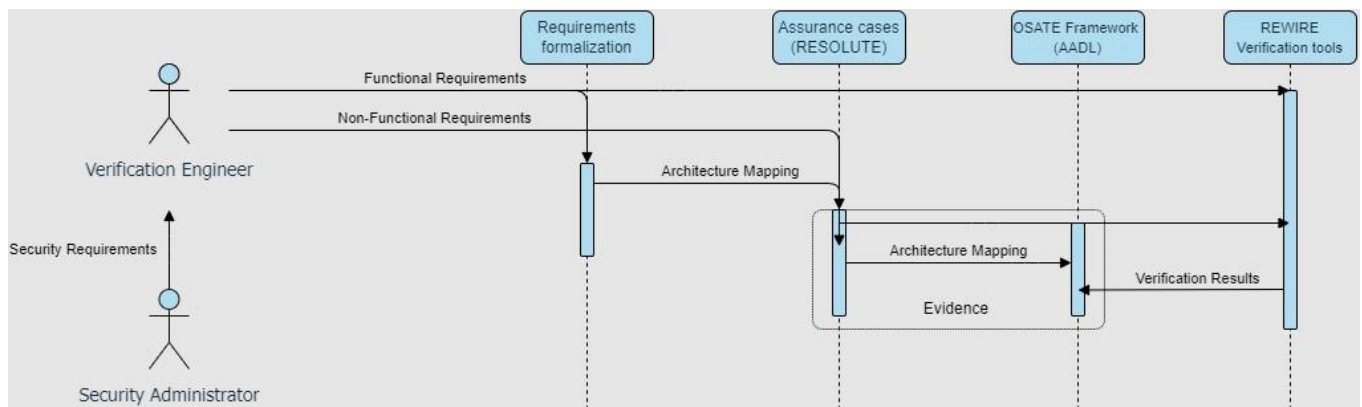 Requirements
formalization
Assurance cases
(RESOLUTE)
OSATE Framework
(AADL)
REWIRE
Verification tools
Functional Requirements
Non-Functional Requirements
Verification Engineer
Architecture Mapping
Security Requirements
Architecture Mapping
Verification Results
Evidence
Security Administrator